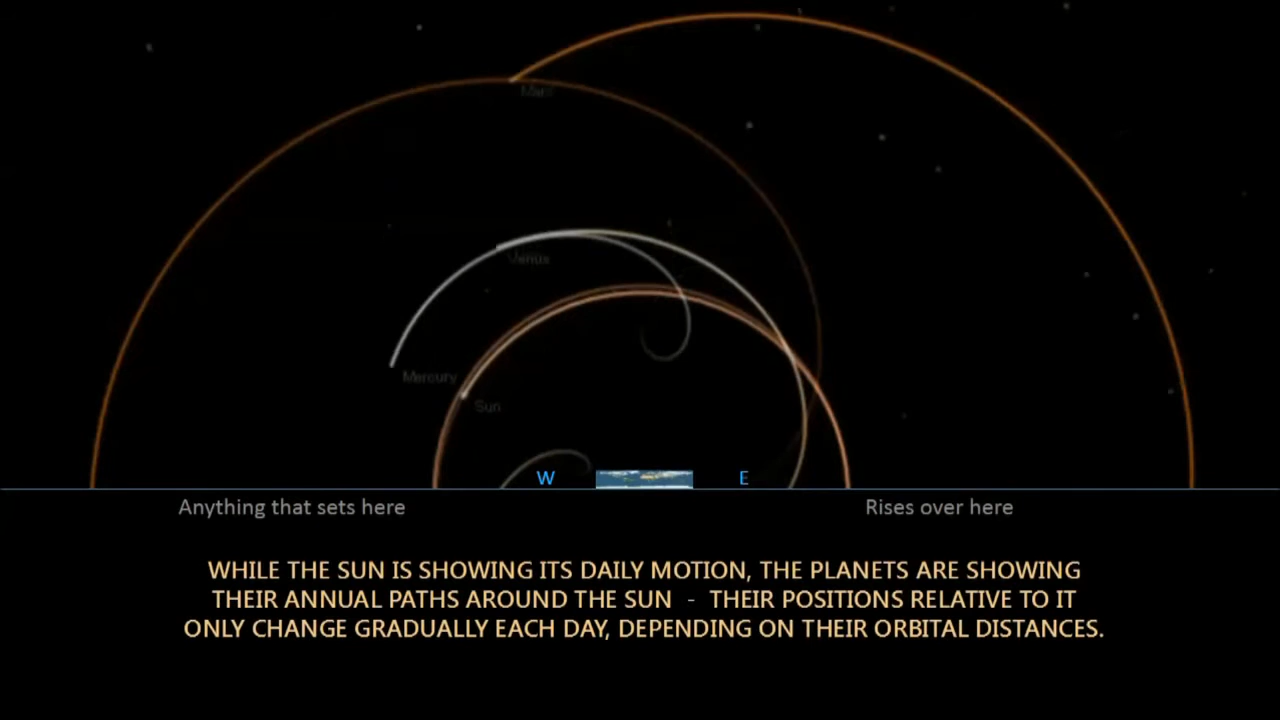 Mars
Venus
Mercury
Sun
W
E
Anything that sets here
Rises over here
WHILE THE SUN IS SHOWING ITS DAILY MOTION, THE PLANETS ARE SHOWING
THEIR ANNUAL PATHS AROUND THE SUN - THEIR POSITIONS RELATIVE TO IT
ONLY CHANGE GRADUALLY EACH DAY, DEPENDING ON THEIR ORBITAL DISTANCES.